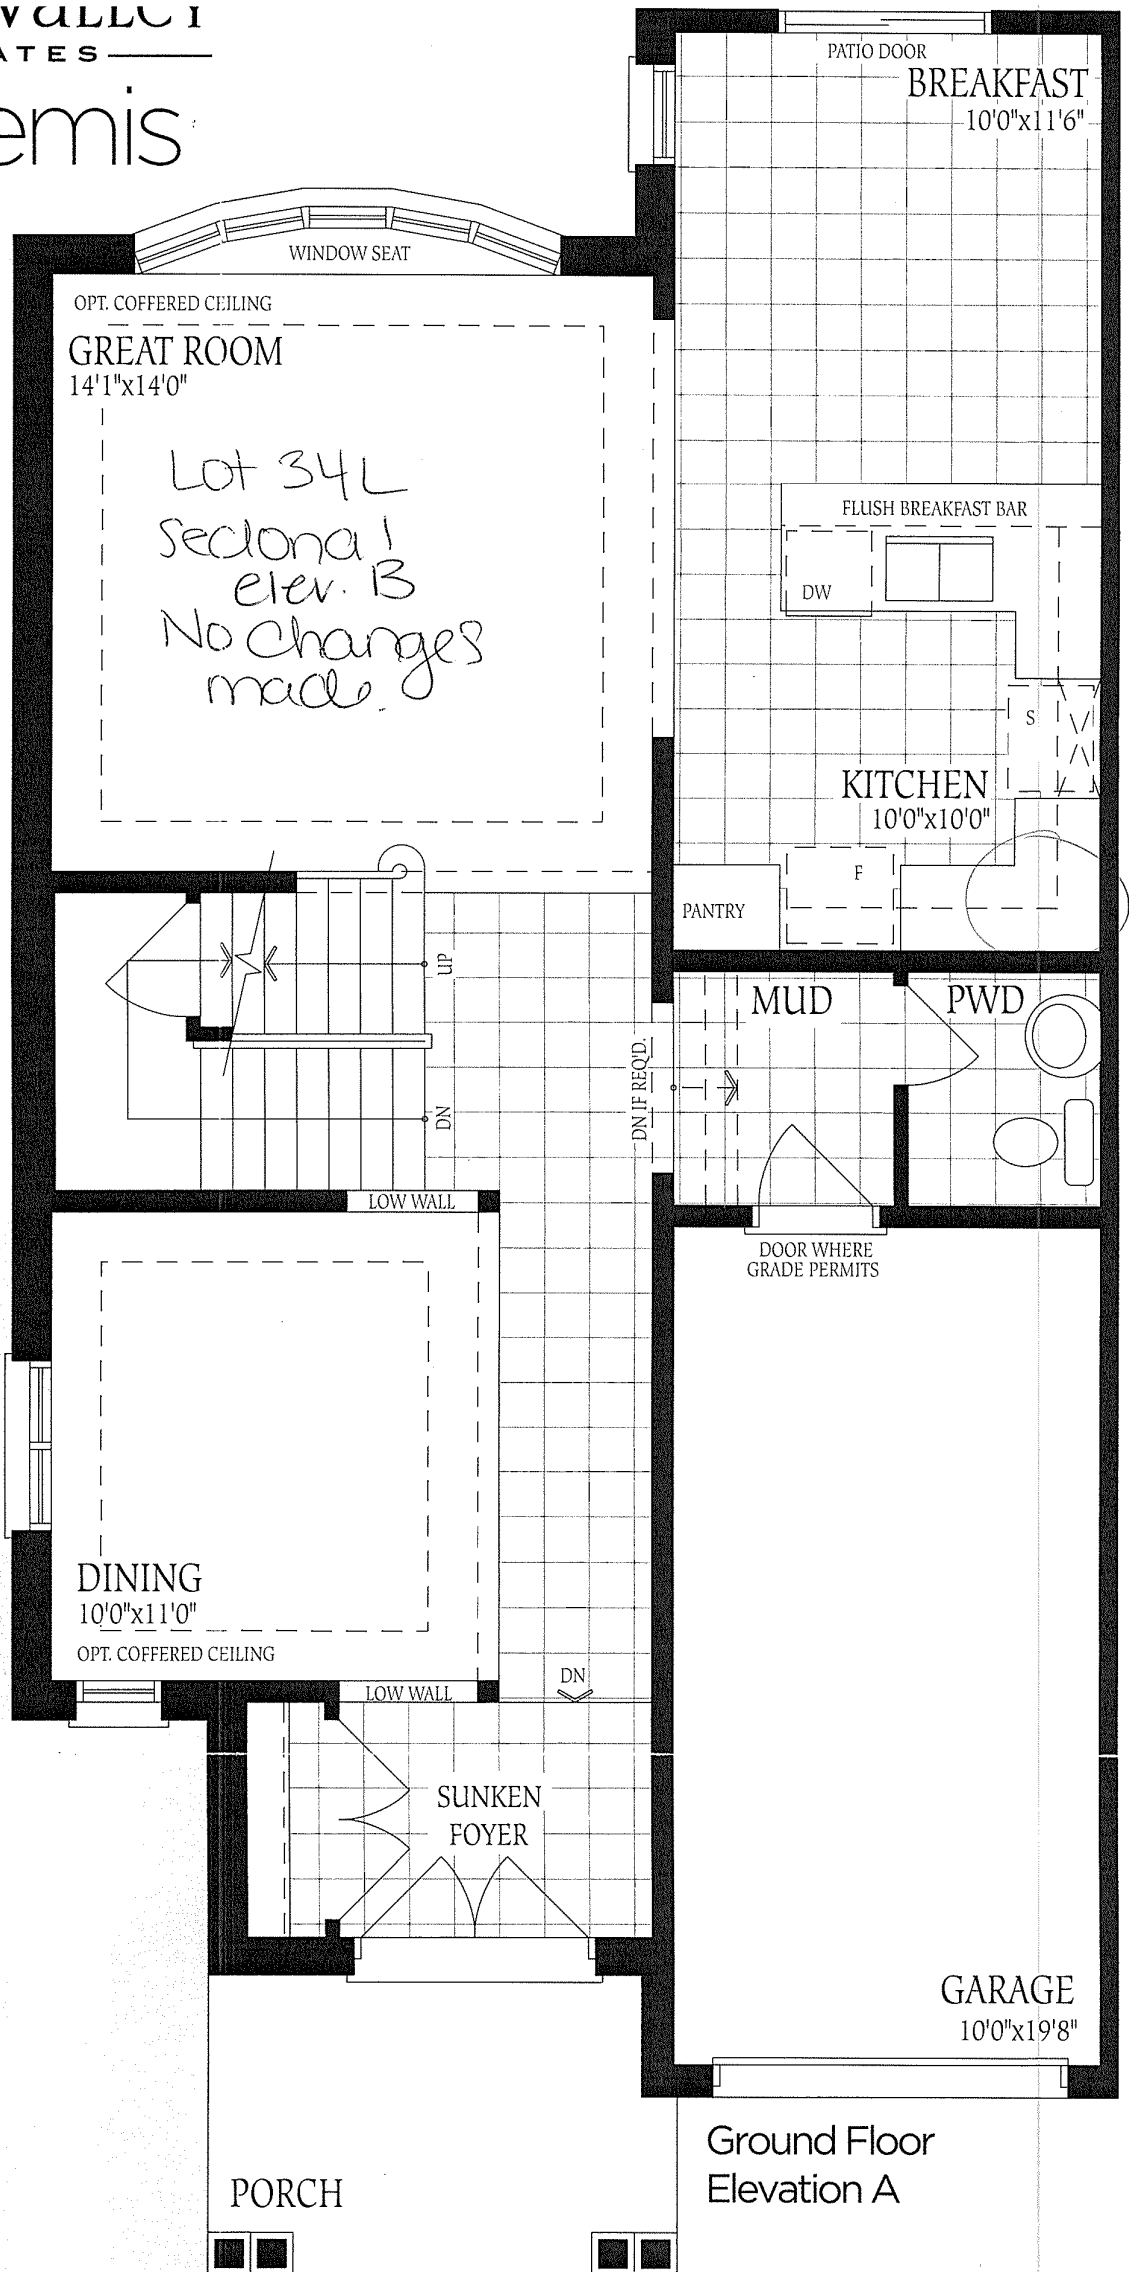 VALLEY
ATES
emis
PATIO DOOR
BREAKFAST
10'0"x11'6"
WINDOW SEAT
OPT. COFFERED CEILING
GREAT ROOM
14'1"x14'0"
Lot 34L
Sedona 1
elev. B
No changes
made.
FLUSH BREAKFAST BAR
DW
S
KITCHEN
10'0"x10'0"
F
PANTRY
UP
DN
DN IF REQ'D.
MUD
PWD
LOW WALL
DOOR WHERE
GRADE PERMITS
DINING
10'0"x11'0"
OPT. COFFERED CEILING
DN
LOW WALL
SUNKEN
FOYER
GARAGE
10'0"x19'8"
PORCH
Ground Floor
Elevation A